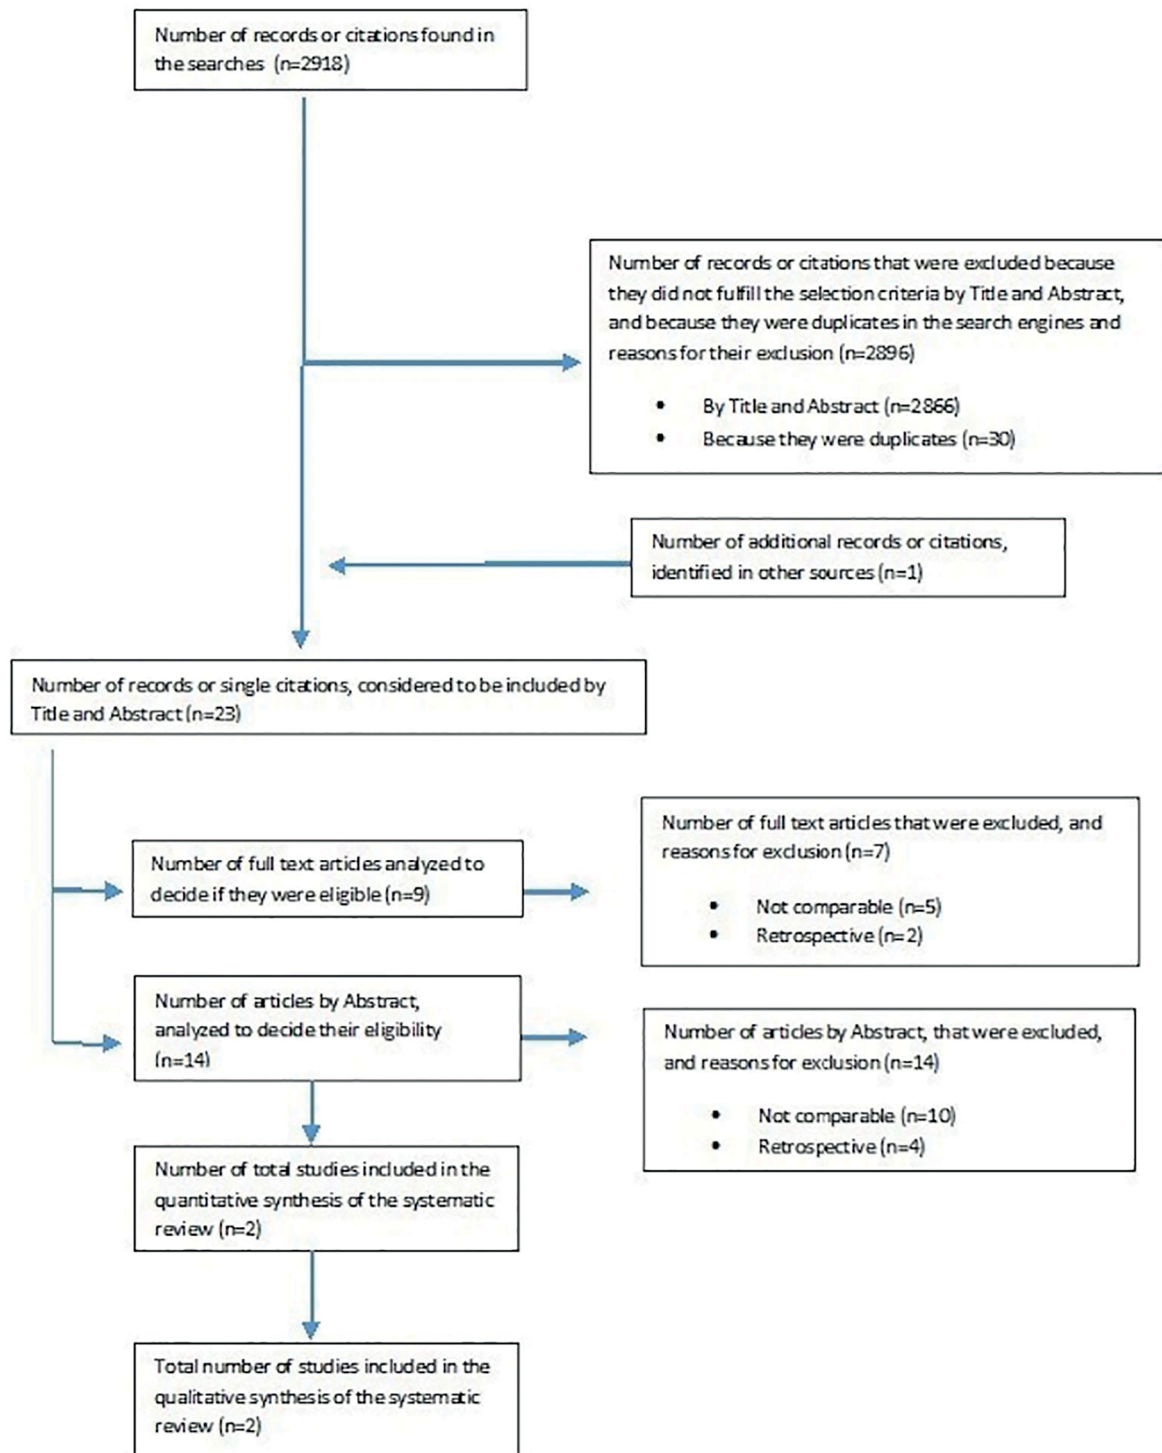 Number of records or citations found in
the searches (n=2918)
Number of records or citations that were excluded because
they did not fulfill the selection criteria by Title and Abstract,
and because they were duplicates in the search engines and
reasons for their exclusion (n=2896)
• By Title and Abstract (n=2866)
• Because they were duplicates (n=30)
Number of additional records or citations,
identified in other sources (n=1)
Number of records or single citations, considered to be included by
Title and Abstract (n=23)
Number of full text articles analyzed to
decide if they were eligible (n=9)
Number of full text articles that were excluded, and
reasons for exclusion (n=7)
• Not comparable (n=5)
• Retrospective (n=2)
Number of articles by Abstract,
analyzed to decide their eligibility
(n=14)
Number of articles by Abstract, that were excluded,
and reasons for exclusion (n=14)
• Not comparable (n=10)
• Retrospective (n=4)
Number of total studies included in the
quantitative synthesis of the systematic
review (n=2)
Total number of studies included in the
qualitative synthesis of the systematic
review (n=2)